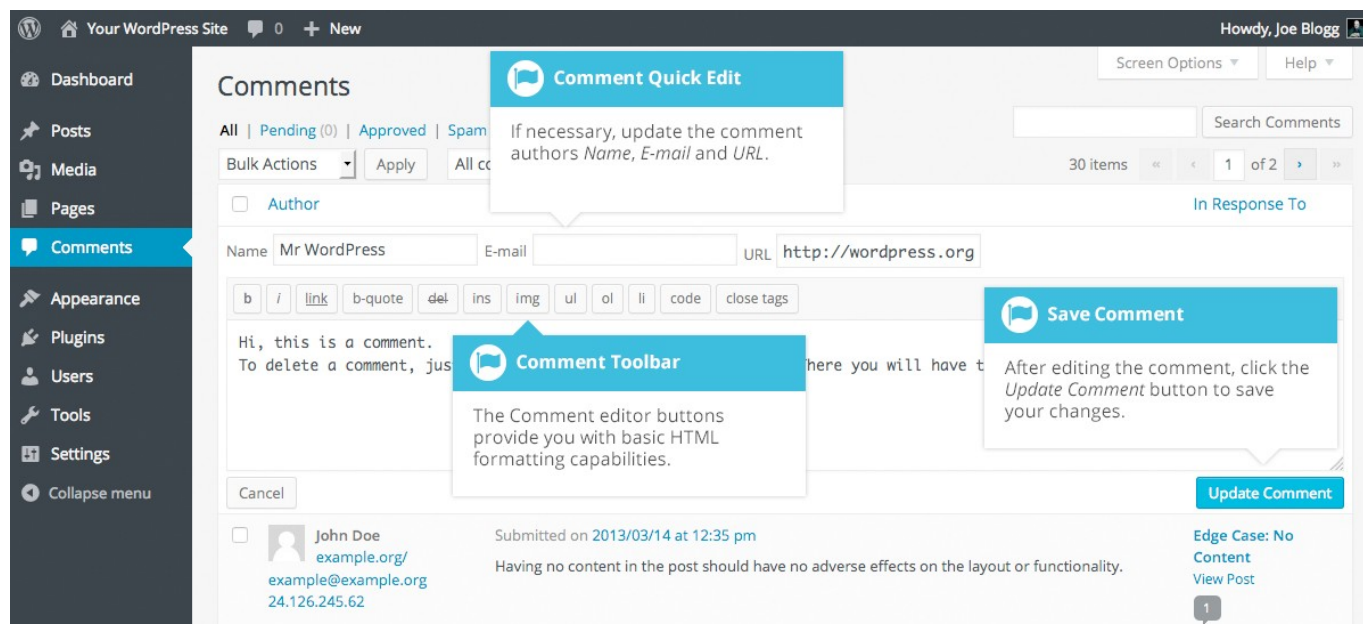 Your WordPress Site 0 + New Howdy, Joe Blogg
Dashboard
Posts
Media
Pages
Comments
Appearance
Plugins
Users
Tools
Settings
Collapse menu
Screen Options Help
Comments
All | Pending (0) | Approved | Spam
Search Comments
Bulk Actions Apply All
30 items « ‹ 1 of 2 › »
Author In Response To
Comment Quick Edit
If necessary, update the comment
authors Name, E-mail and URL.
Name Mr WordPress E-mail URL http://wordpress.org
b i link b-quote del ins img ul ol li code close tags
Hi, this is a comment.
To delete a comment, here you will have
Comment Toolbar
The Comment editor buttons
provide you with basic HTML
formatting capabilities.
Save Comment
After editing the comment, click the
Update Comment button to save
your changes.
Cancel Update Comment
John Doe
example.org/
example@example.org
24.126.245.62
Submitted on 2013/03/14 at 12:35 pm
Having no content in the post should have no adverse effects on the layout or functionality.
Edge Case: No
Content
View Post
1